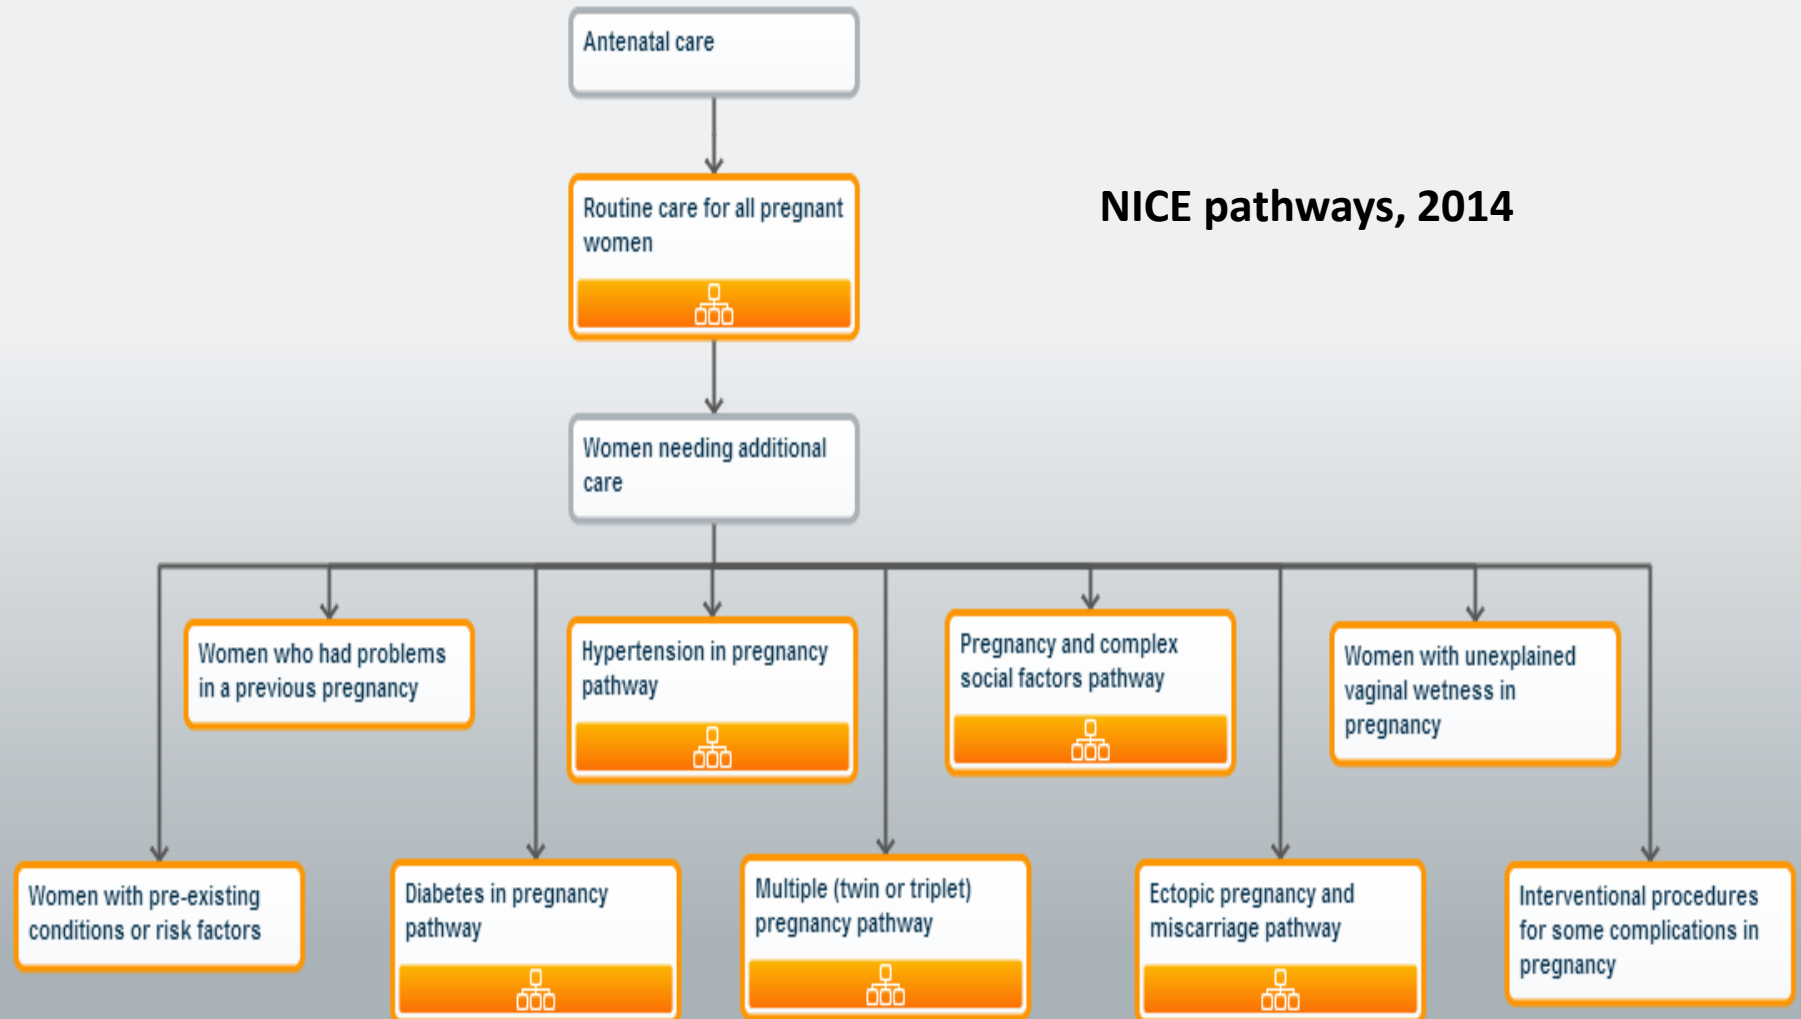 Antenatal care
Routine care for all pregnant
women
NICE pathways, 2014
Women needing additional
care
Women who had problems
in a previous pregnancy
Hypertension in pregnancy
pathway
Pregnancy and complex
social factors pathway
Women with unexplained
vaginal wetness in
pregnancy
Women with pre-existing
conditions or risk factors
Diabetes in pregnancy
pathway
Multiple (twin or triplet)
pregnancy pathway
Ectopic pregnancy and
miscarriage pathway
Interventional procedures
for some complications in
pregnancy